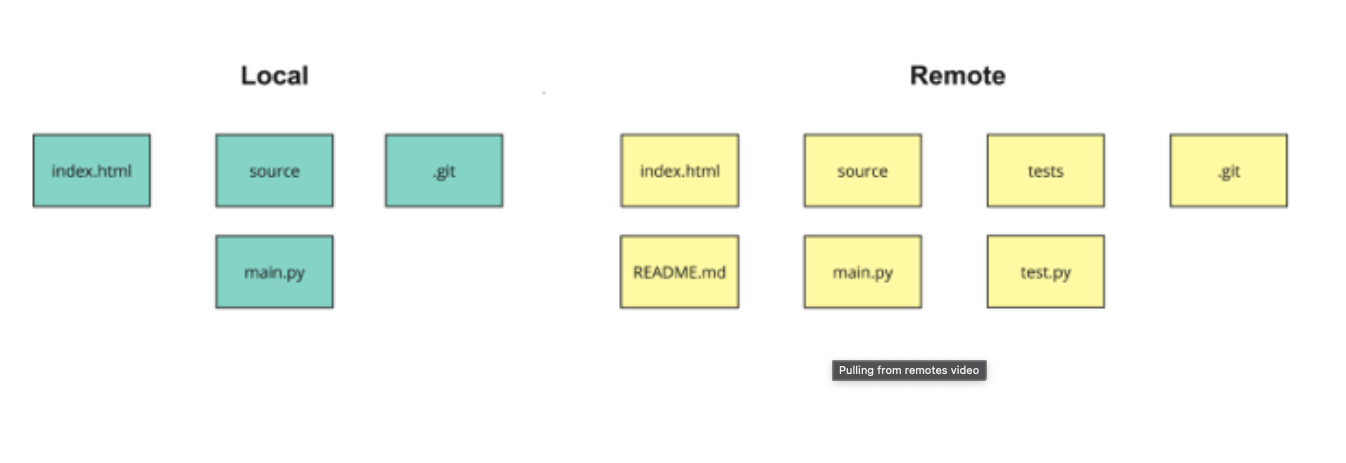 Local
Remote
index.html
source
.git
index.html
source
tests
.git
main.py
README.md
main.py
test.py
Pulling from remotes video